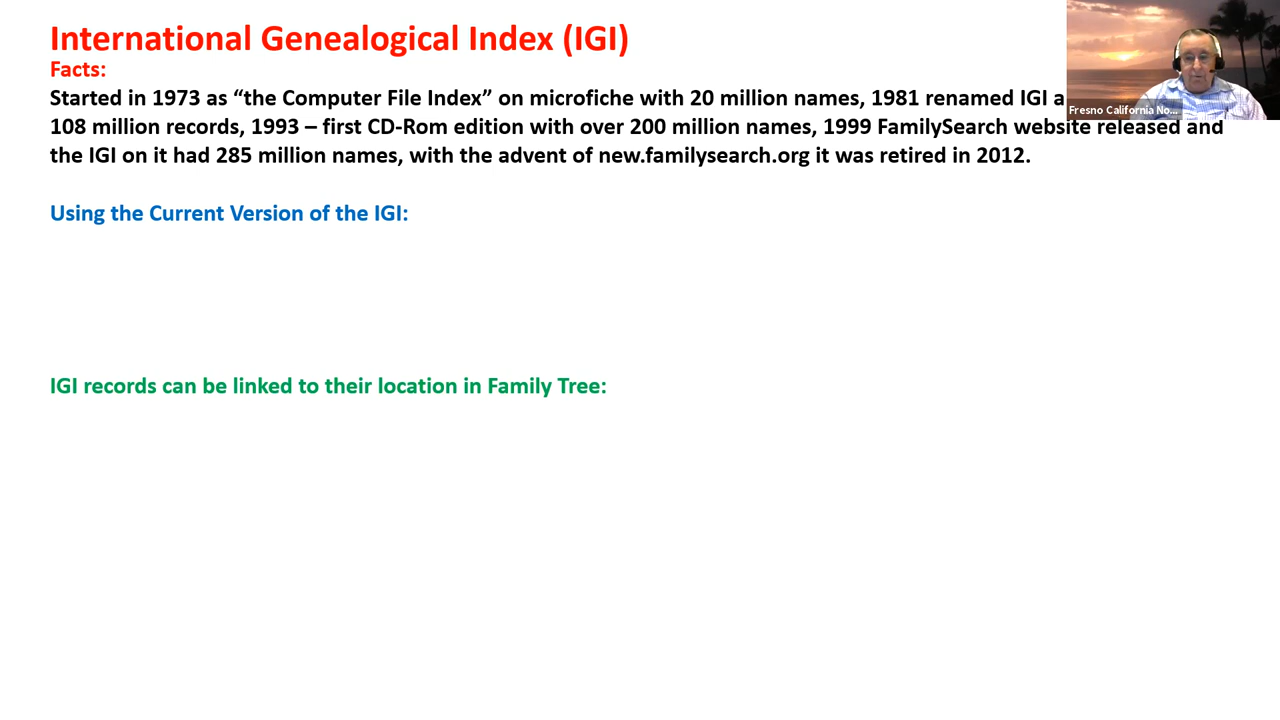 International Genealogical Index (IGI)
Facts:
Started in 1973 as “the Computer File Index” on microfiche with 20 million names, 1981 renamed IGI
108 million records, 1993 – first CD-Rom edition with over 200 million names, 1999 FamilySearch website released and
the IGI on it had 285 million names, with the advent of new.familysearch.org it was retired in 2012.
Using the Current Version of the IGI:
IGI records can be linked to their location in Family Tree:
Fresno California No...